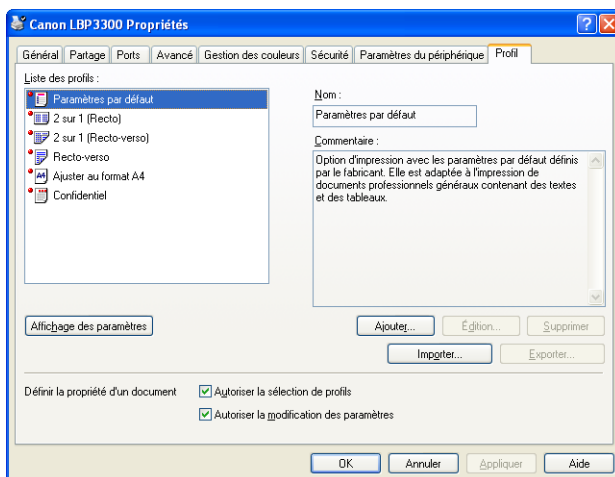 Canon LBP3300 Propriétés
Général Partage Ports Avancé Gestion des couleurs Sécurité Paramètres du périphérique Profil
Liste des profils :
Paramètres par défaut
2 sur 1 (Recto)
2 sur 1 (Recto-verso)
Recto-verso
A4 Ajuster au format A4
Confidentiel
Nom :
Paramètres par défaut
Commentaire :
Option d'impression avec les paramètres par défaut définis
par le fabricant. Elle est adaptée à l'impression de
documents professionnels généraux contenant des textes
et des tableaux.
Affichage des paramètres
Ajouter... Édition... Supprimer
Importer... Exporter...
Définir la propriété d'un document
Autoriser la sélection de profils
Autoriser la modification des paramètres
OK Annuler Appliquer Aide